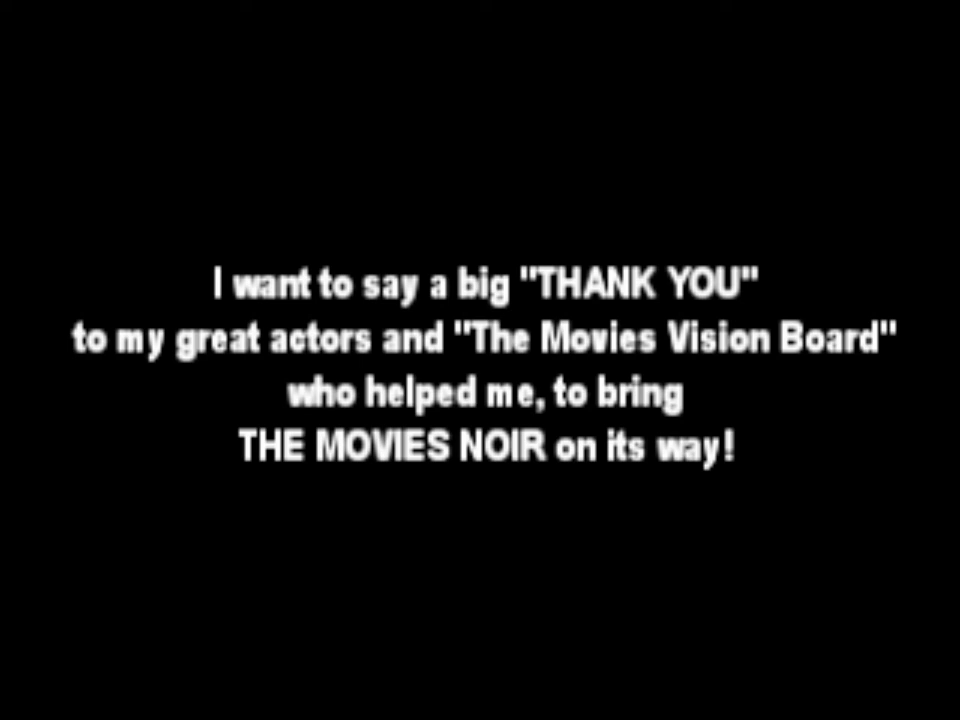 I want to say a big "THANK YOU"
to my great actors and "The Movies Vision Board"
who helped me, to bring
THE MOVIES NOIR on its way!